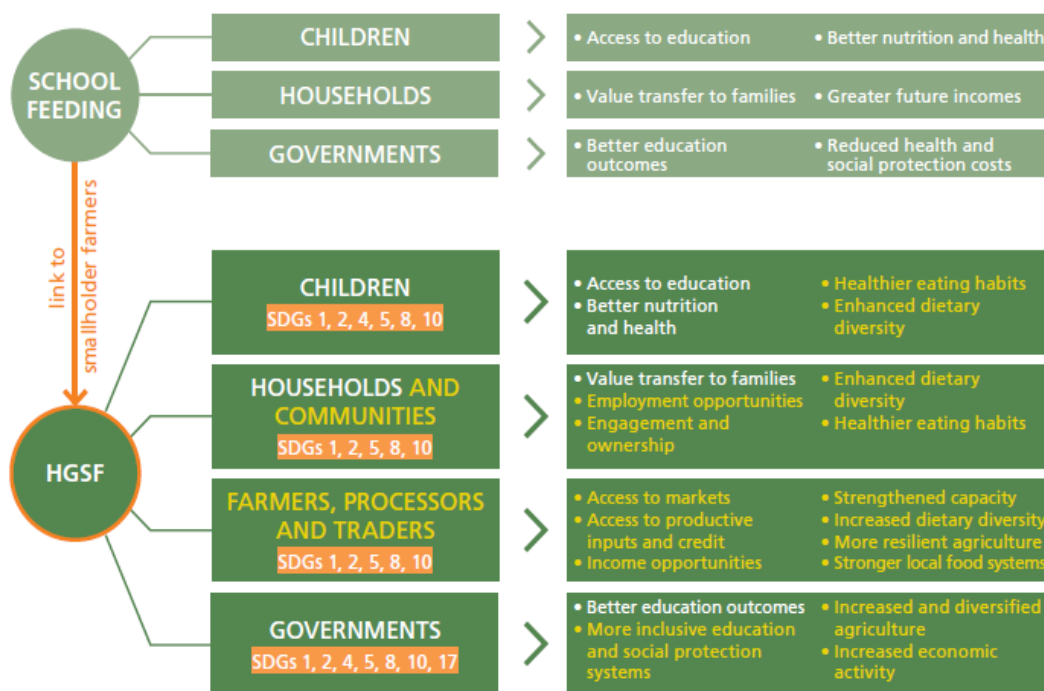 SCHOOL
FEEDING
CHILDREN
• Access to education
• Better nutrition and health
HOUSEHOLDS
• Value transfer to families
• Greater future incomes
GOVERNMENTS
• Better education
outcomes
• Reduced health and
social protection costs
link to
smallholder farmers
HGSF
CHILDREN
SDGs 1, 2, 4, 5, 8, 10
• Access to education
• Better nutrition
and health
• Healthier eating habits
• Enhanced dietary
diversity
HOUSEHOLDS AND
COMMUNITIES
SDGs 1, 2, 5, 8, 10
• Value transfer to families
• Employment opportunities
• Engagement and
ownership
• Enhanced dietary
diversity
• Healthier eating habits
FARMERS, PROCESSORS
AND TRADERS
SDGs 1, 2, 5, 8, 10
• Access to markets
• Access to productive
inputs and credit
• Income opportunities
• Strengthened capacity
• Increased dietary diversity
• More resilient agriculture
• Stronger local food systems
GOVERNMENTS
SDGs 1, 2, 4, 5, 8, 10, 17
• Better education outcomes
• More inclusive education
and social protection
systems
• Increased and diversified
agriculture
• Increased economic
activity